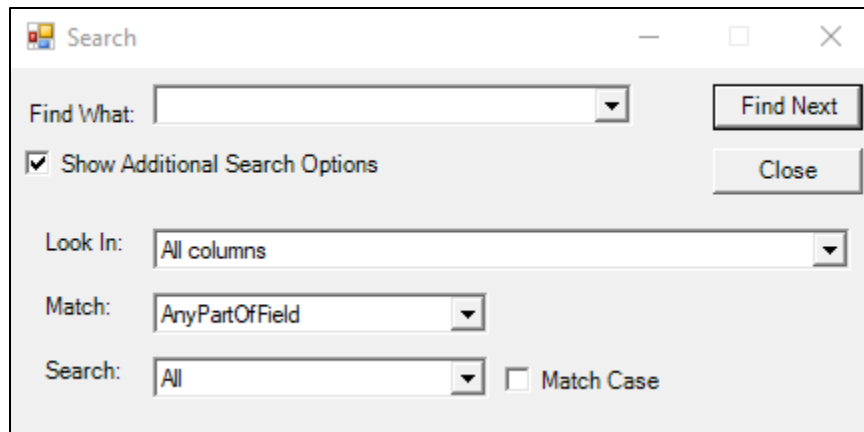 Search
Find What:
Find Next
Show Additional Search Options
Close
Look In: All columns
Match: AnyPartOfField
Search: All Match Case